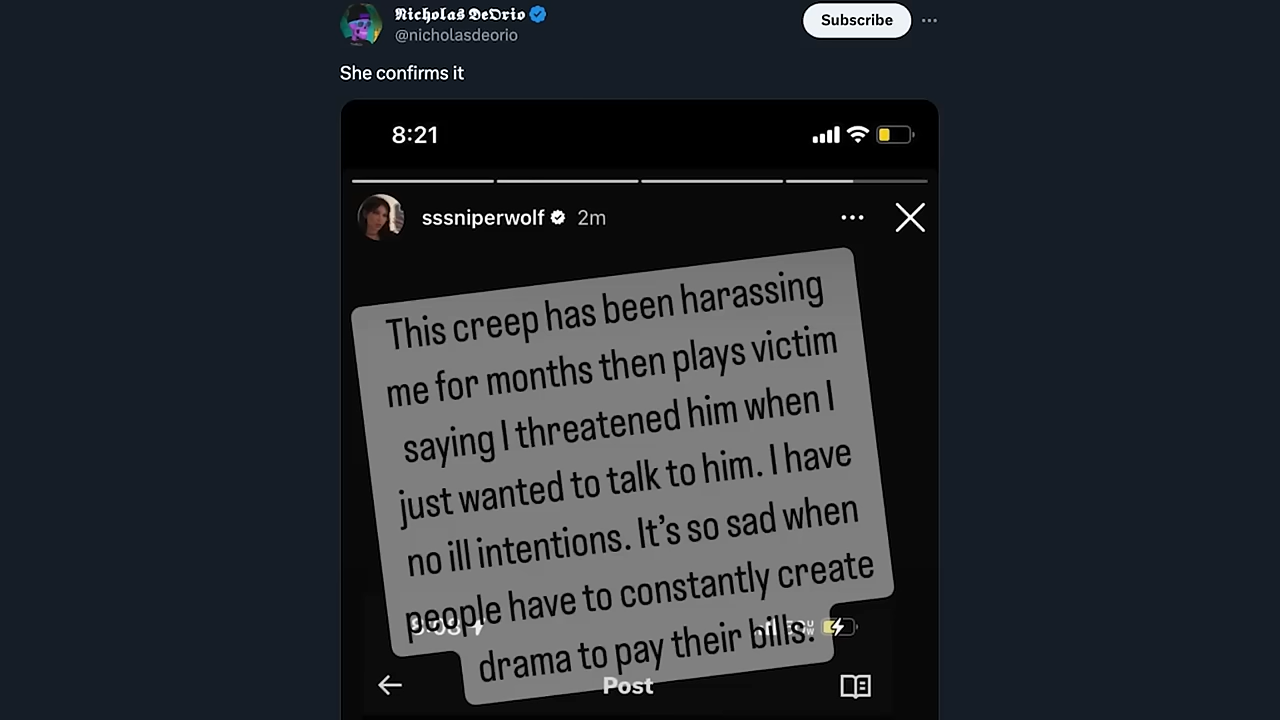 Nicholas DeOrio
@nicholasdeorio
Subscribe
She confirms it
8:21
sssniperwolf 2m
This creep has been harassing
me for months then plays victim
saying I threatened him when I
just wanted to talk to him. I have
no ill intentions. It's so sad when
people have to constantly create
drama to pay their bills.
Post